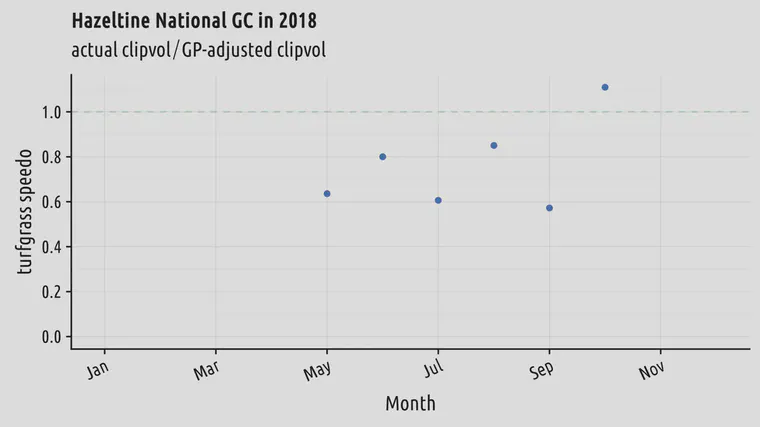 Hazeltine National GC in 2018
actual clipvol/GP-adjusted clipvol
turfgrass speedo
1.0
0.8
0.6
0.4
0.2
0.0
Jan Mar May Jul Sep Nov
Month